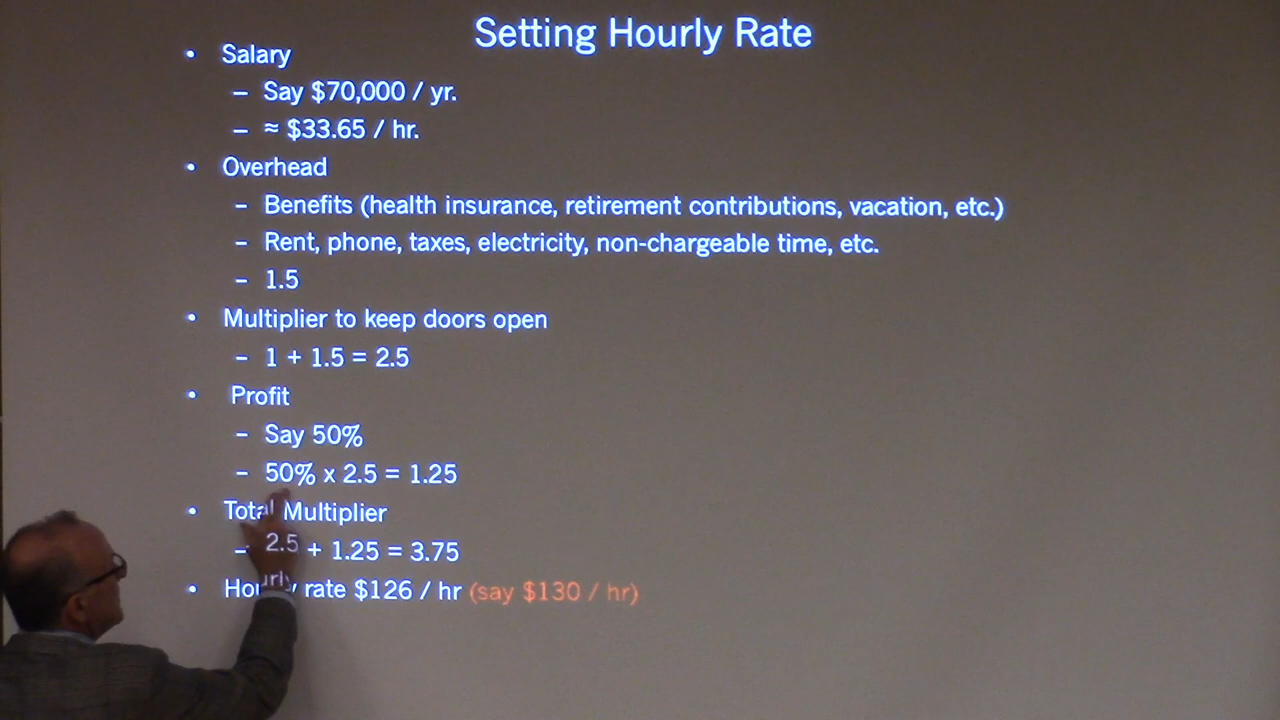 Setting Hourly Rate
• Salary
– Say $70,000 / yr.
– ≈ $33.65 / hr.
• Overhead
– Benefits (health insurance, retirement contributions, vacation, etc.)
– Rent, phone, taxes, electricity, non-chargeable time, etc.
– 1.5
• Multiplier to keep doors open
– 1 + 1.5 = 2.5
• Profit
– Say 50%
– 50% x 2.5 = 1.25
• Total Multiplier
– 2.5 + 1.25 = 3.75
• Hourly rate $126 / hr (say $130 / hr)